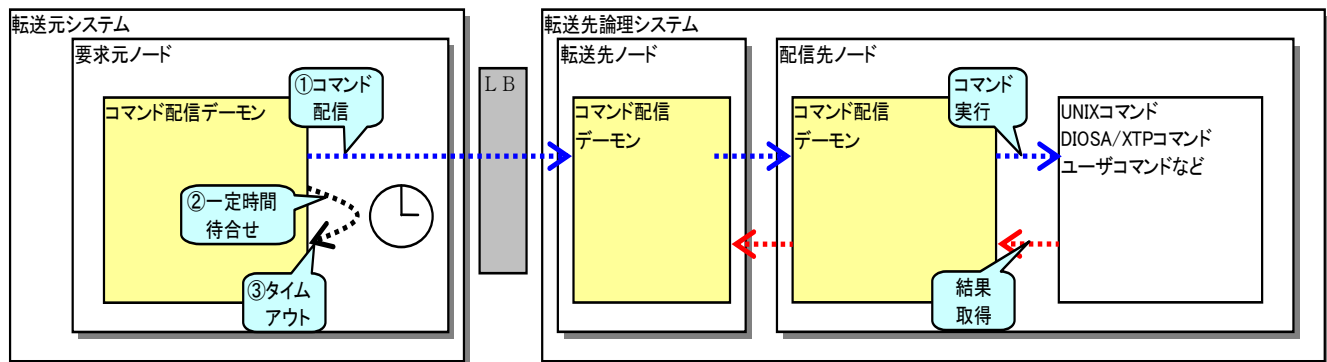 転送元システム
要求元ノード
コマンド配信デーモン
①コマンド
配信
②一定時間
待合せ
③タイム
アウト
ＬＢ
転送先論理システム
転送先ノード
コマンド配信
デーモン
配信先ノード
コマンド配信
デーモン
コマンド
実行
結果
取得
UNIXコマンド
DIOSA/XTPコマンド
ユーザコマンドなど